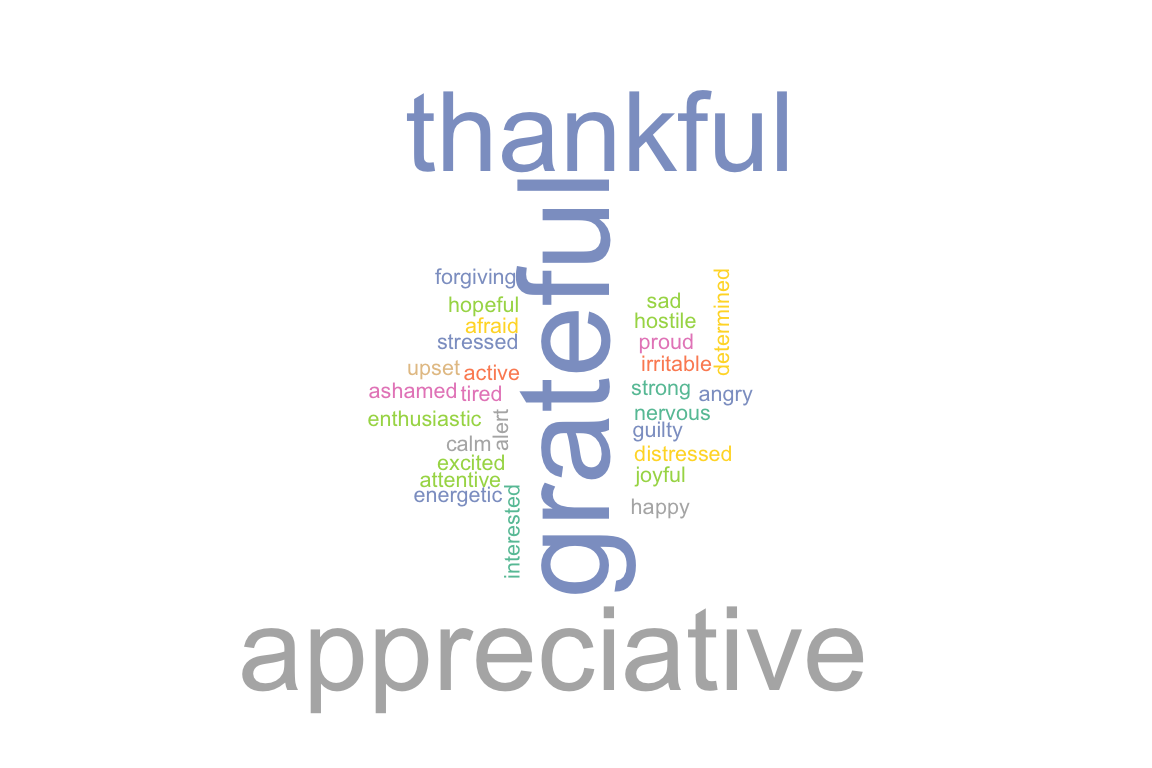 thankful
grateful
forgiving
hopeful
afraid
stressed
upset
active
ashamed
tired
enthusiastic
alert
calm
excited
attentive
energetic
interested
sad
hostile
determined
proud
irritable
strong
angry
nervous
guilty
distressed
joyful
happy
appreciative